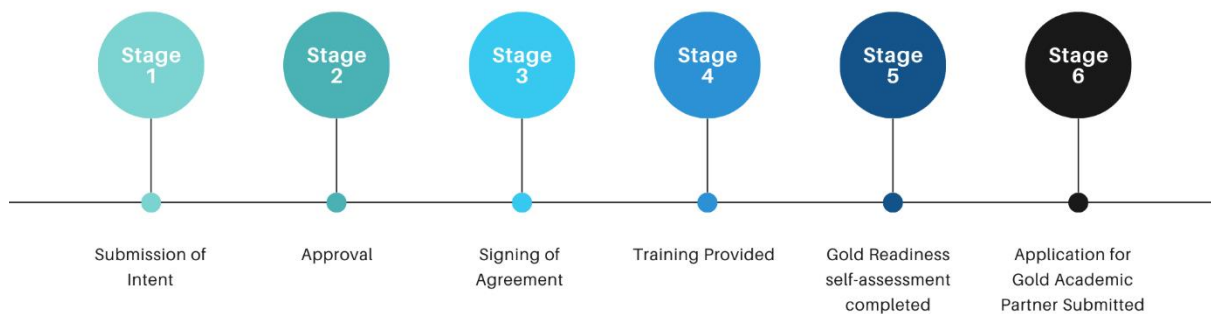 Stage
1
Stage
2
Stage
3
Stage
4
Stage
5
Stage
6
Submission of
Intent
Approval
Signing of
Agreement
Training Provided
Gold Readiness
self-assessment
completed
Application for
Gold Academic
Partner Submitted